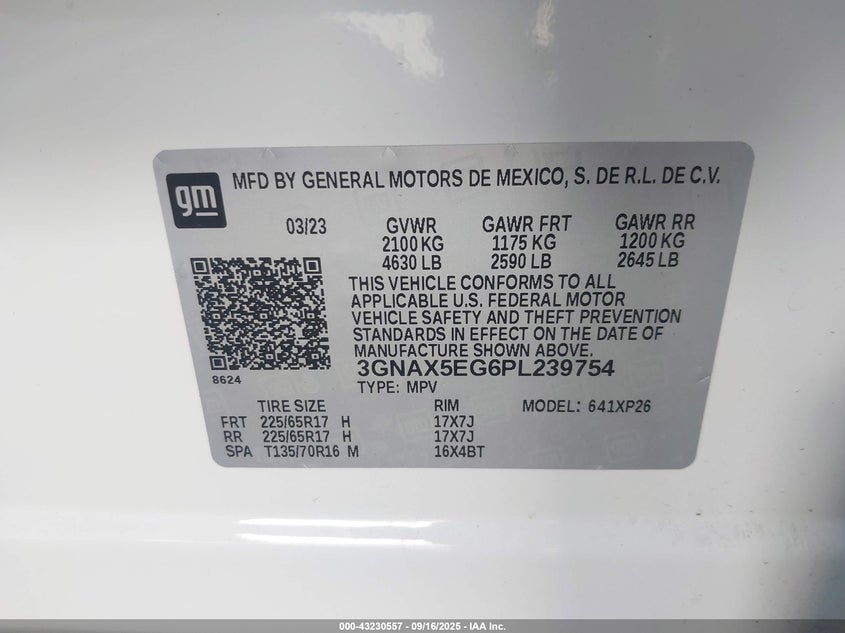 gm
MFD BY GENERAL MOTORS DE MEXICO, S. DE R.L. DE C.V.
03/23 GVWR GAWR FRT GAWR RR
2100 KG 1175 KG 1200 KG
4630 LB 2590 LB 2645 LB
THIS VEHICLE CONFORMS TO ALL
APPLICABLE U.S. FEDERAL MOTOR
VEHICLE SAFETY AND THEFT PREVENTION
STANDARDS IN EFFECT ON THE DATE OF
MANUFACTURE SHOWN ABOVE.
8624
3GNAX5EG6PL239754
TYPE: MPV
TIRE SIZE RIM MODEL: 641XP26
FRT 225/65R17 H 17X7J
RR 225/65R17 H 17X7J
SPA T135/70R16 M 16X4BT
000-43230557 - 09/16/2025 - IAA Inc.